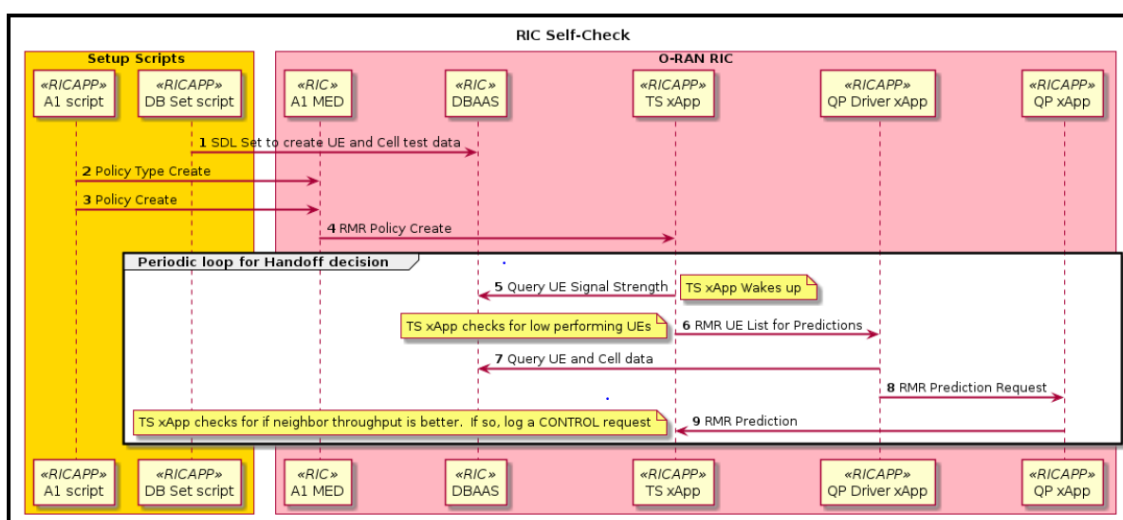 RIC Self-Check
Setup Scripts
O-RAN RIC
«RICAPP»
A1 script
«RICAPP»
DB Set script
«RIC»
A1 MED
«RIC»
DBAAS
«RICAPP»
TS xApp
«RICAPP»
QP Driver xApp
«RICAPP»
QP xApp
1 SDL Set to create UE and Cell test data
2 Policy Type Create
3 Policy Create
4 RMR Policy Create
Periodic loop for Handoff decision
5 Query UE Signal Strength
TS xApp Wakes up
TS xApp checks for low performing UEs
6 RMR UE List for Predictions
7 Query UE and Cell data
8 RMR Prediction Request
TS xApp checks for if neighbor throughput is better.  If so, log a CONTROL request
9 RMR Prediction
«RICAPP»
A1 script
«RICAPP»
DB Set script
«RIC»
A1 MED
«RIC»
DBAAS
«RICAPP»
TS xApp
«RICAPP»
QP Driver xApp
«RICAPP»
QP xApp